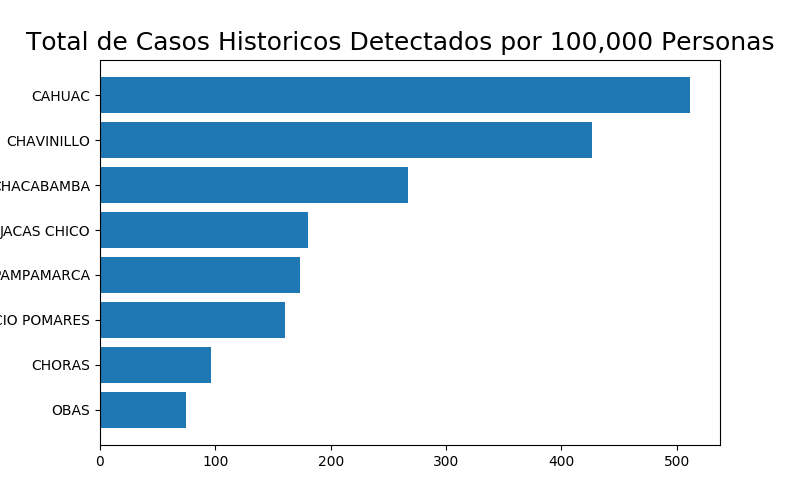 Total de Casos Historicos Detectados por 100,000 Personas
CAHUAC
CHAVINILLO
CHACABAMBA
JACAS CHICO
PAMPAMARCA
CIO POMARES
CHORAS
OBAS
0 100 200 300 400 500